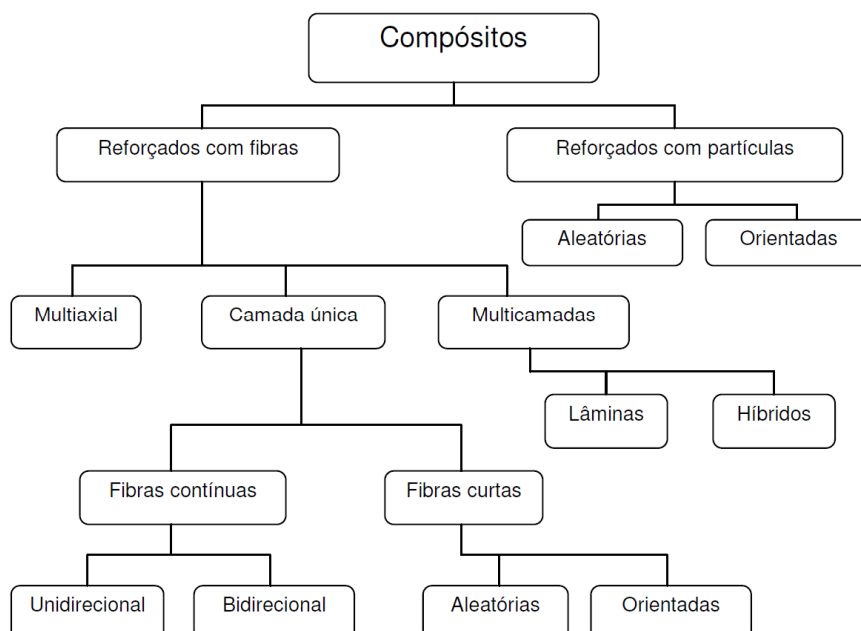 Compósitos
Reforçados com fibras
Reforçados com partículas
Aleatórias
Orientadas
Multiaxial
Camada única
Multicamadas
Lâminas
Híbridos
Fibras contínuas
Fibras curtas
Unidirecional
Bidirecional
Aleatórias
Orientadas